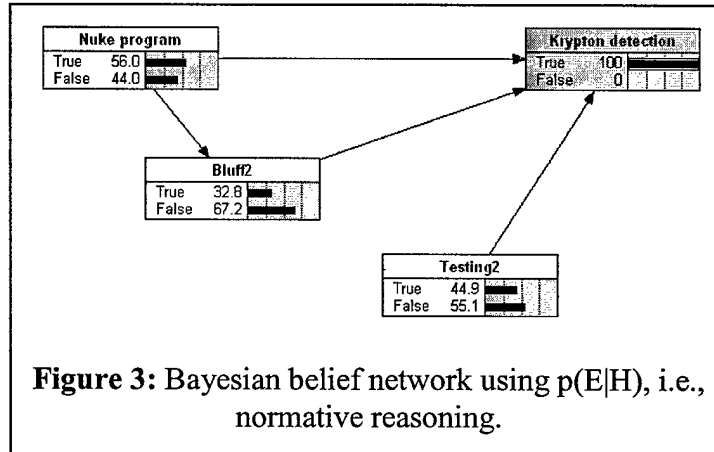 Nuke program
True 56.0
False 44.0
Krypton detection
True 100
False 0
Bluff2
True 32.8
False 67.2
Testing2
True 44.9
False 55.1
Figure 3: Bayesian belief network using p(E|H), i.e.,
normative reasoning.